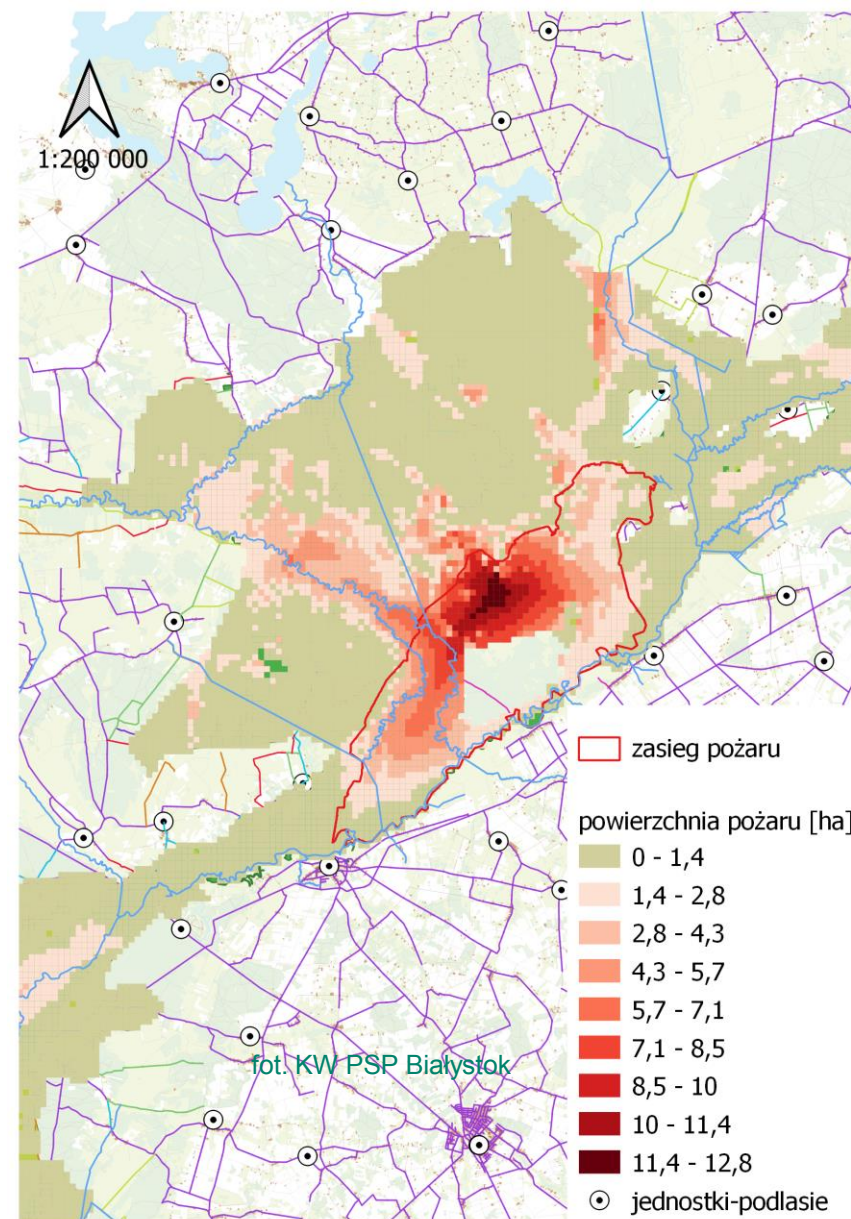 1:200 000
zasieg pożaru
powierzchnia pożaru [ha]
0 - 1,4
1,4 - 2,8
2,8 - 4,3
4,3 - 5,7
5,7 - 7,1
7,1 - 8,5
8,5 - 10
10 - 11,4
11,4 - 12,8
jednostki-podlasie
fot. KW PSP Białystok